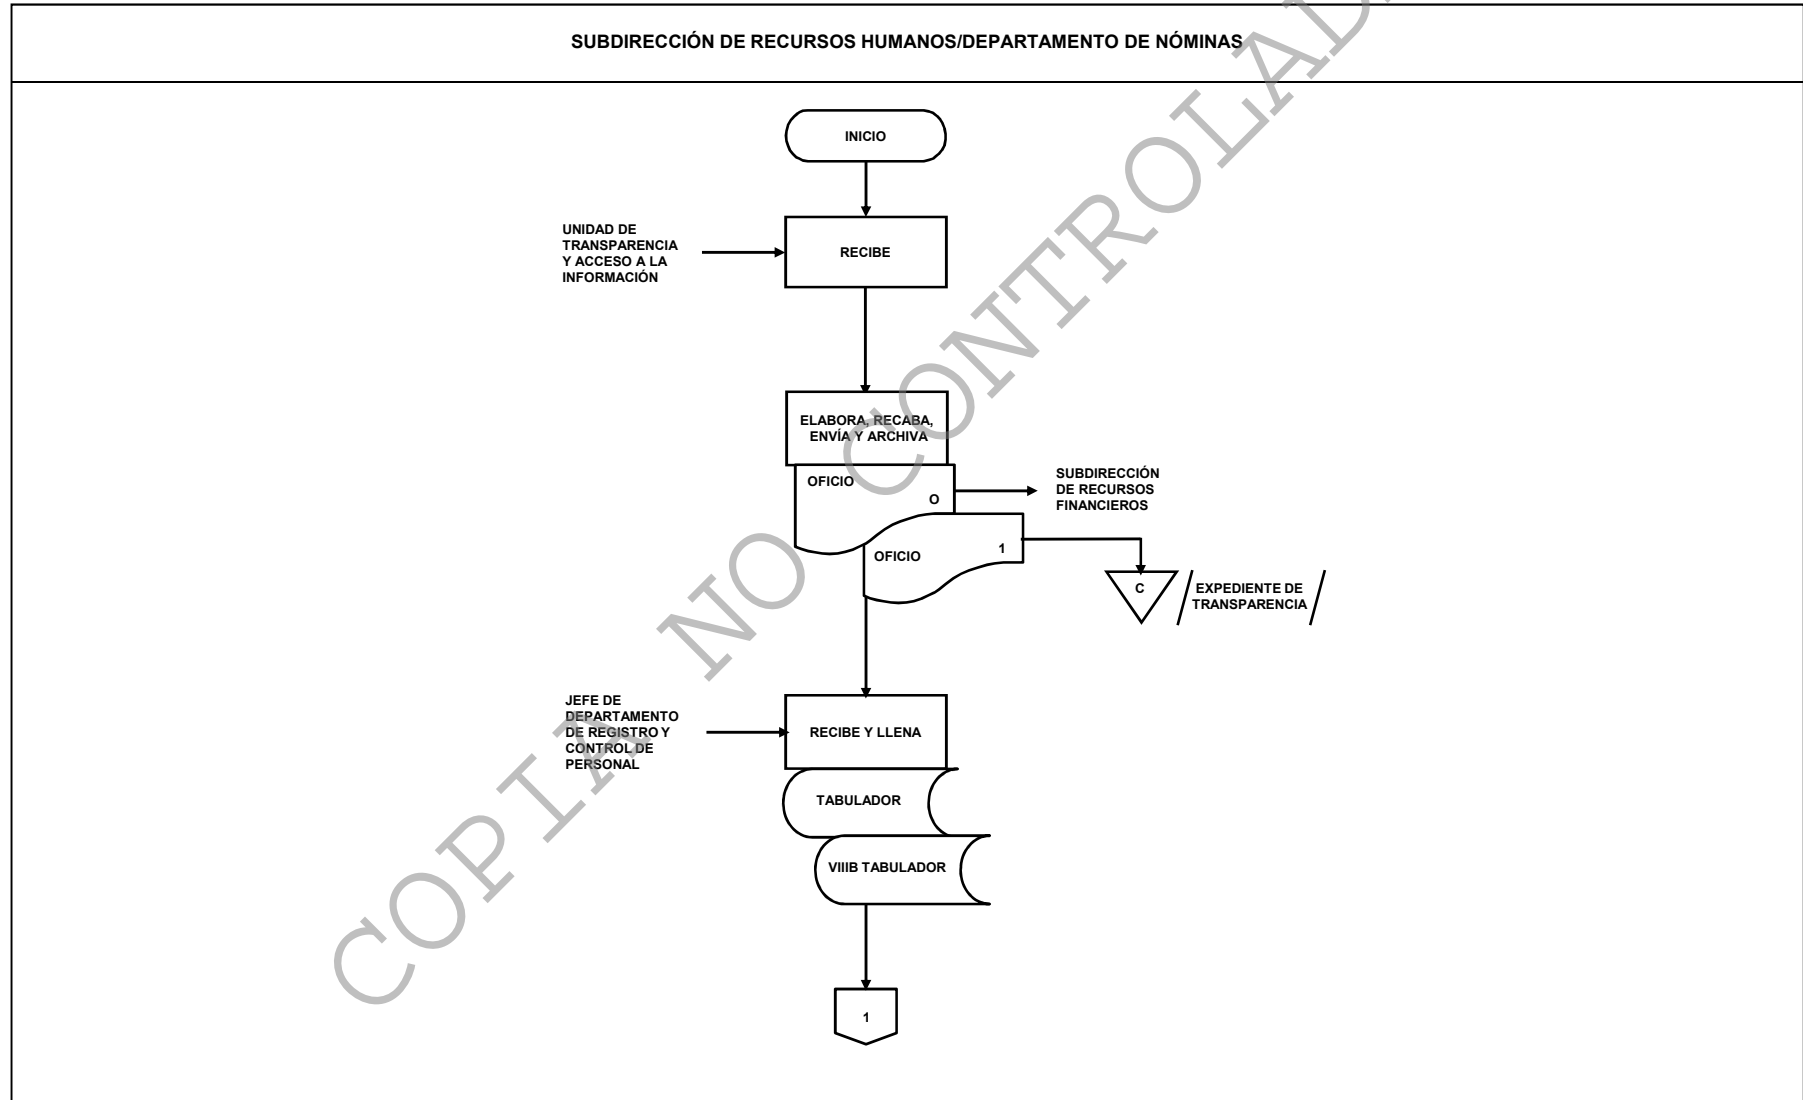 SUBDIRECCIÓN DE RECURSOS HUMANOS/DEPARTAMENTO DE NÓMINAS
INICIO
UNIDAD DE
TRANSPARENCIA
Y ACCESO A LA
INFORMACIÓN
RECIBE
ELABORA, RECABA,
ENVÍA Y ARCHIVA
OFICIO
O
SUBDIRECCIÓN
DE RECURSOS
FINANCIEROS
OFICIO
1
C
EXPEDIENTE DE
TRANSPARENCIA
JEFE DE
DEPARTAMENTO
DE REGISTRO Y
CONTROL DE
PERSONAL
RECIBE Y LLENA
TABULADOR
VIIIB TABULADOR
1
COPIA NO CONTROLAD